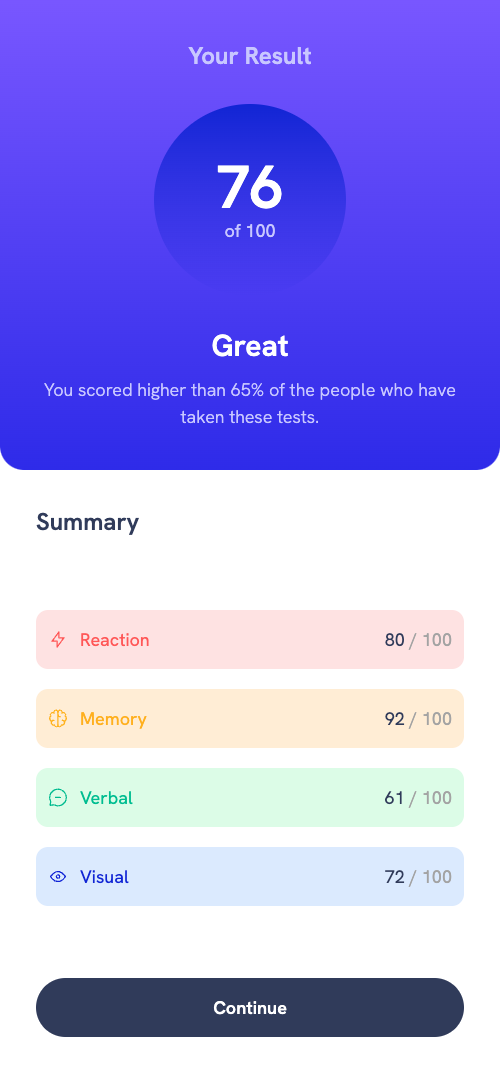 Your Result
76
of 100
Great
You scored higher than 65% of the people who have
taken these tests.
Summary
Reaction 80 / 100
Memory 92 / 100
Verbal 61 / 100
Visual 72 / 100
Continue